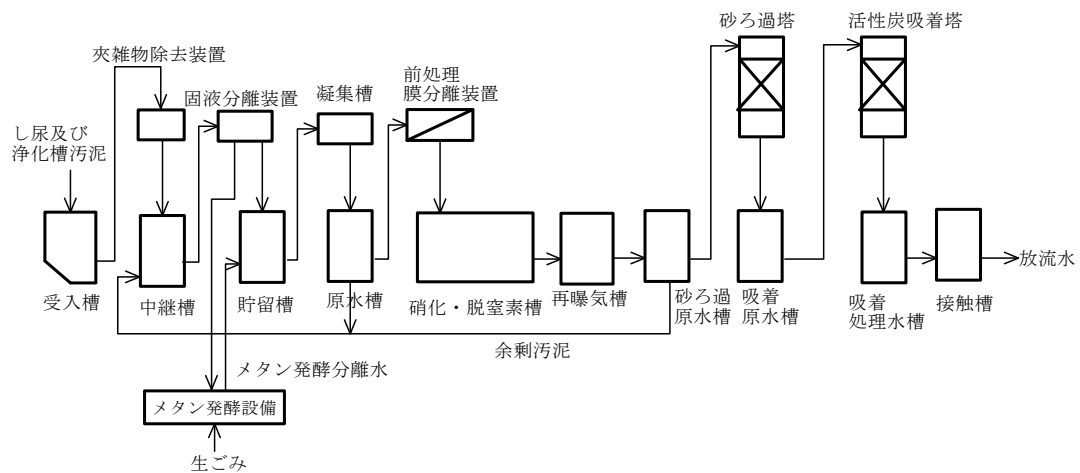 砂ろ過塔
活性炭吸着塔
夾雑物除去装置
固液分離装置
凝集槽
前処理
膜分離装置
し尿及び
浄化槽汚泥
受入槽
中継槽
貯留槽
原水槽
硝化・脱窒素槽
再曝気槽
砂ろ過
原水槽
吸着
原水槽
吸着
処理水槽
接触槽
放流水
余剰汚泥
メタン発酵分離水
メタン発酵設備
生ごみ